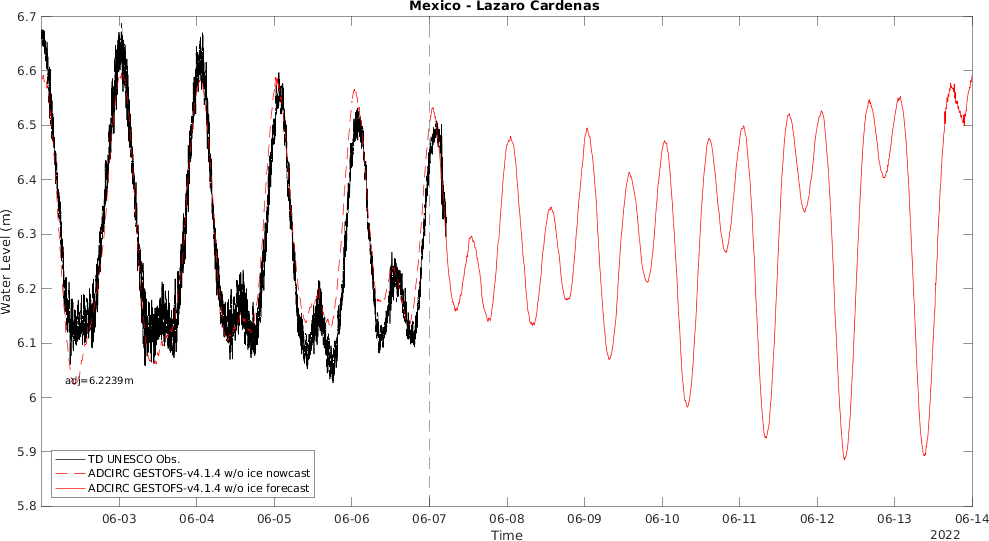 Mexico - Lazaro Cardenas
6.7
6.6
6.5
6.4
6.3
6.2
6.1
6
5.9
5.8
Water Level (m)
adj=6.2239m
TD UNESCO Obs.
ADCIRC GESTOFS-v4.1.4 w/o ice nowcast
ADCIRC GESTOFS-v4.1.4 w/o ice forecast
06-03 06-04 06-05 06-06 06-07 06-08 06-09 06-10 06-11 06-12 06-13 06-14
Time
2022